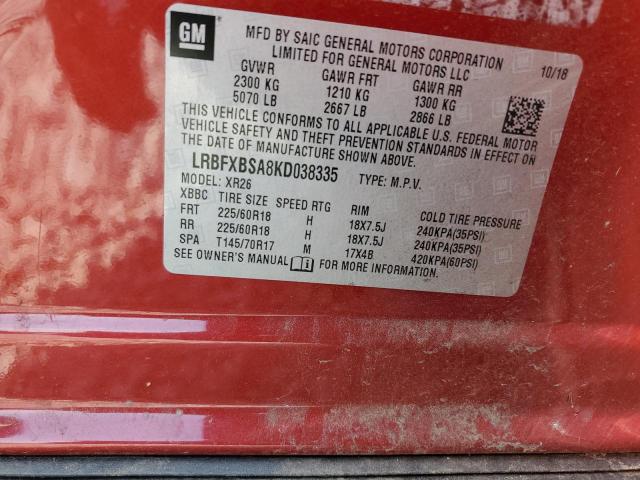 GM
MFD BY SAIC GENERAL MOTORS CORPORATION
LIMITED FOR GENERAL MOTORS LLC
10/18
GVWR GAWR FRT GAWR RR
2300 KG 1210 KG 1300 KG
5070 LB 2667 LB 2866 LB
THIS VEHICLE CONFORMS TO ALL APPLICABLE U.S. FEDERAL MOTOR
VEHICLE SAFETY AND THEFT PREVENTION STANDARDS IN EFFECT ON
THE DATE OF MANUFACTURE SHOWN ABOVE.
LRBFXBSA8KD038335 TYPE: M.P.V.
MODEL: XR26
XBBC TIRE SIZE SPEED RTG RIM COLD TIRE PRESSURE
FRT 225/60R18 H 18X7.5J 240KPA(35PSI)
RR 225/60R18 H 18X7.5J 240KPA(35PSI)
SPA T145/70R17 M 17X4B 420KPA(60PSI)
SEE OWNER'S MANUAL FOR MORE INFORMATION.